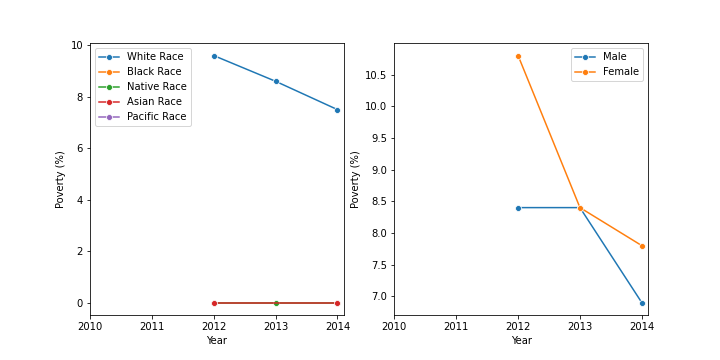 10
8
6
4
2
0
Poverty (%)
2010 2011 2012 2013 2014
Year
White Race
Black Race
Native Race
Asian Race
Pacific Race
10.5
10.0
9.5
9.0
8.5
8.0
7.5
7.0
Poverty (%)
2010 2011 2012 2013 2014
Year
Male
Female